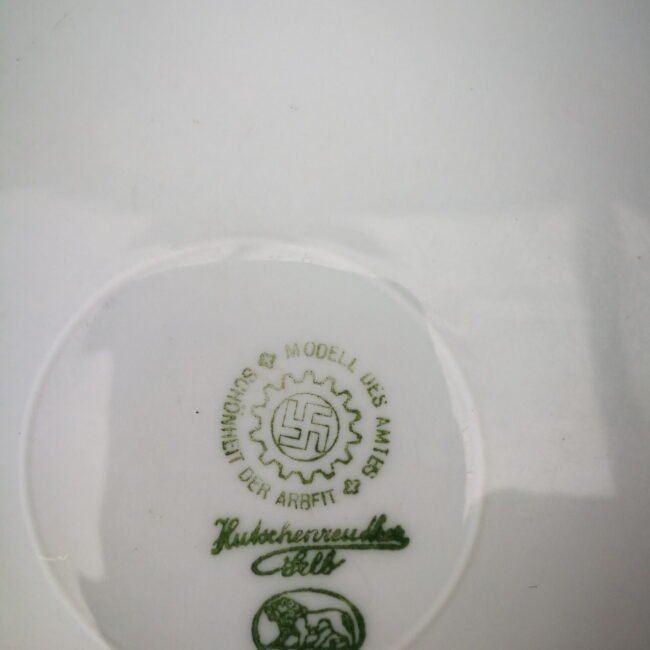 MODELL DES AMTES
SCHÖNHEIT DER ARBEIT
Hutschenreuther
Selb